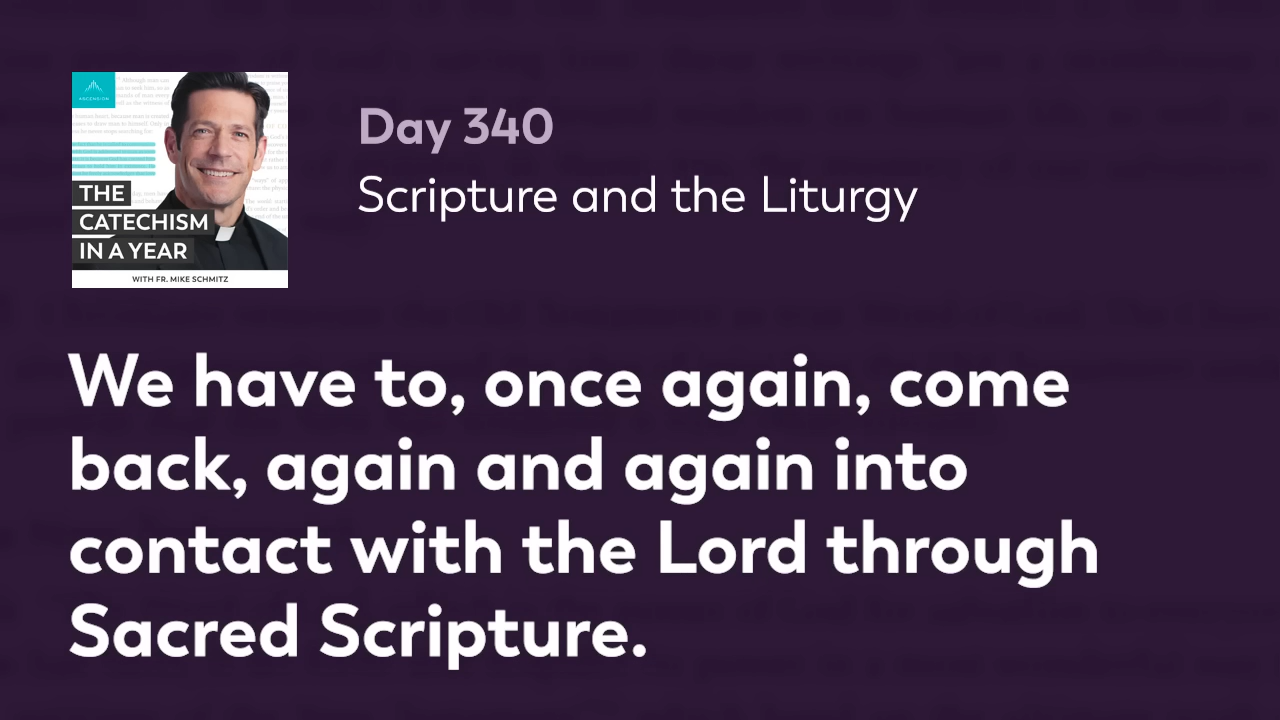 ASCENSION
THE
CATECHISM
IN A YEAR
WITH FR. MIKE SCHMITZ
Day 340
Scripture and the Liturgy
We have to, once again, come
back, again and again into
contact with the Lord through
Sacred Scripture.